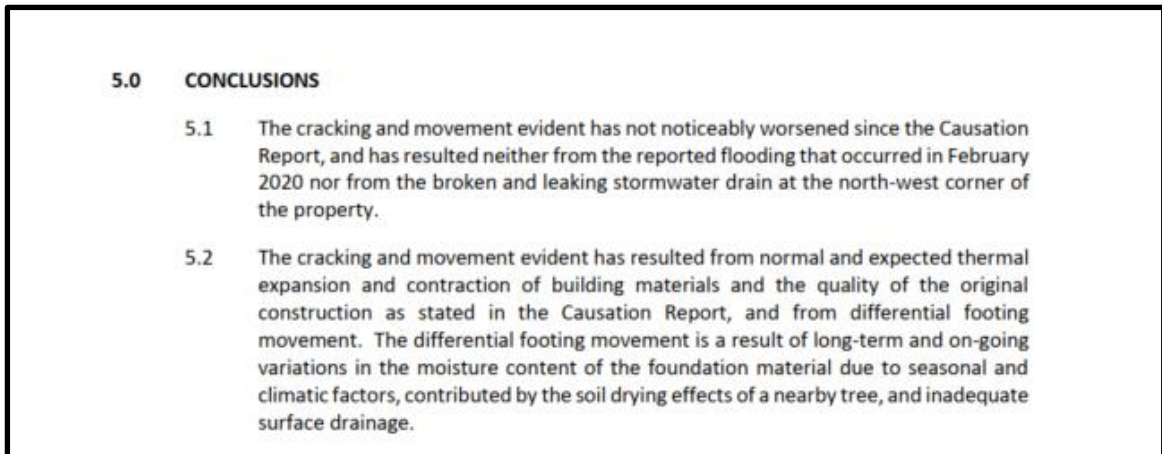 5.0 CONCLUSIONS
5.1 The cracking and movement evident has not noticeably worsened since the Causation
Report, and has resulted neither from the reported flooding that occurred in February
2020 nor from the broken and leaking stormwater drain at the north-west corner of
the property.
5.2 The cracking and movement evident has resulted from normal and expected thermal
expansion and contraction of building materials and the quality of the original
construction as stated in the Causation Report, and from differential footing
movement. The differential footing movement is a result of long-term and on-going
variations in the moisture content of the foundation material due to seasonal and
climatic factors, contributed by the soil drying effects of a nearby tree, and inadequate
surface drainage.